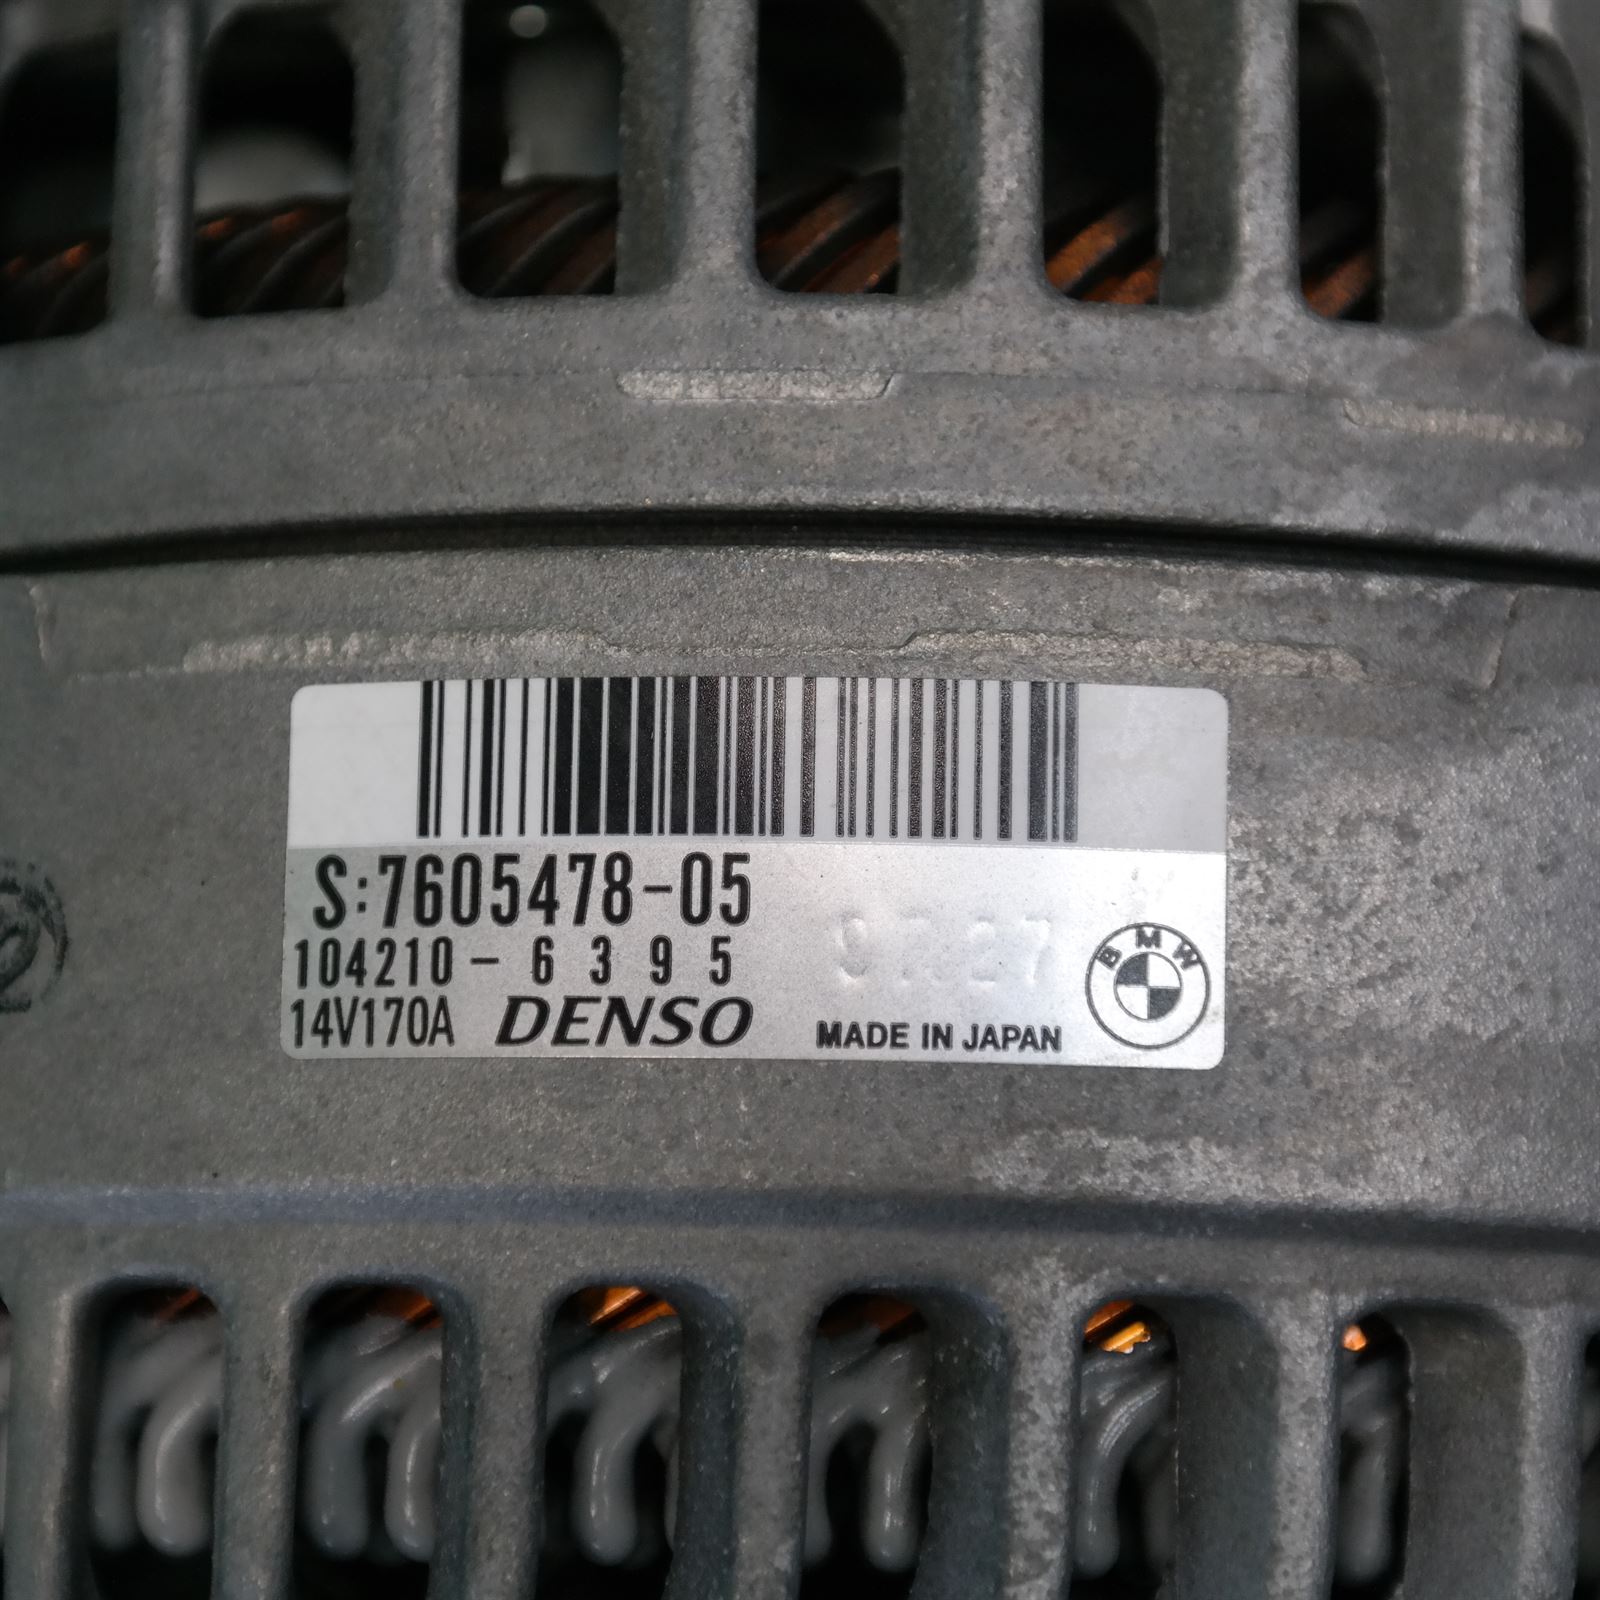 S:7605478-05
104210-6395
14V170A DENSO MADE IN JAPAN
BMW